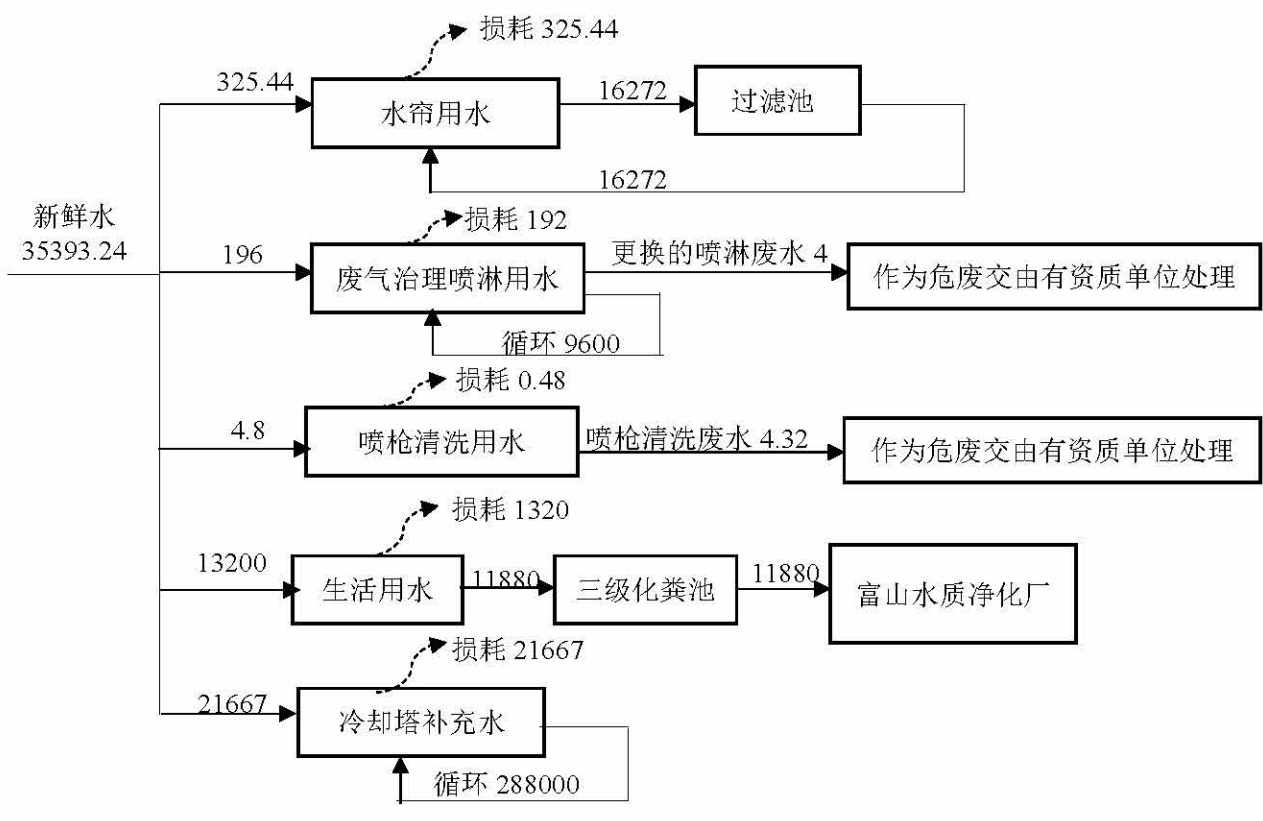 损耗 325.44
325.44
水帘用水
16272
过滤池
16272
新鲜水
35393.24
损耗 192
196
废气治理喷淋用水
更换的喷淋废水 4
作为危废交由有资质单位处理
循环 9600
损耗 0.48
4.8
喷枪清洗用水
喷枪清洗废水 4.32
作为危废交由有资质单位处理
损耗 1320
13200
生活用水
11880
三级化粪池
11880
富山水质净化厂
损耗 21667
21667
冷却塔补充水
循环 288000